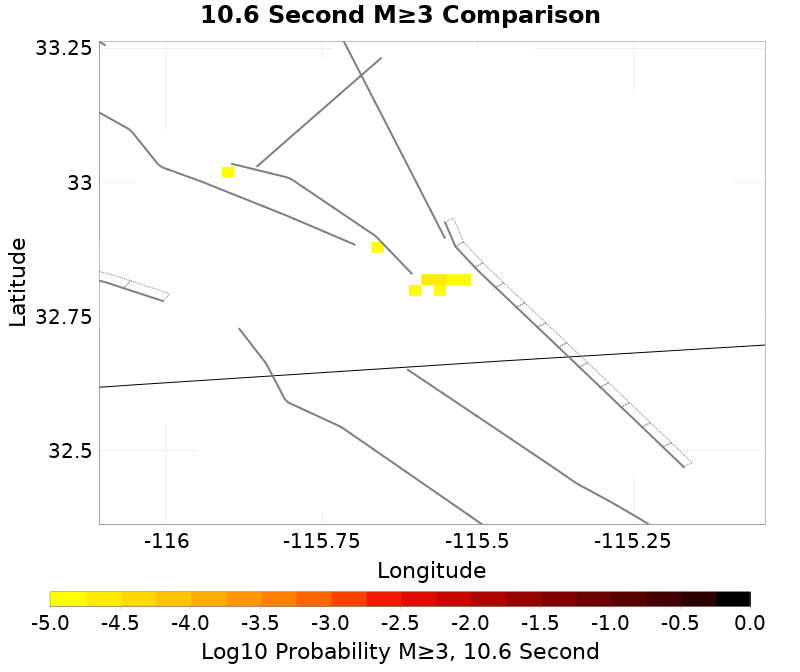 10.6 Second M≥3 Comparison
33.25
33
32.75
32.5
Latitude
-116 -115.75 -115.5 -115.25
Longitude
-5.0 -4.5 -4.0 -3.5 -3.0 -2.5 -2.0 -1.5 -1.0 -0.5 0.0
Log10 Probability M≥3, 10.6 Second